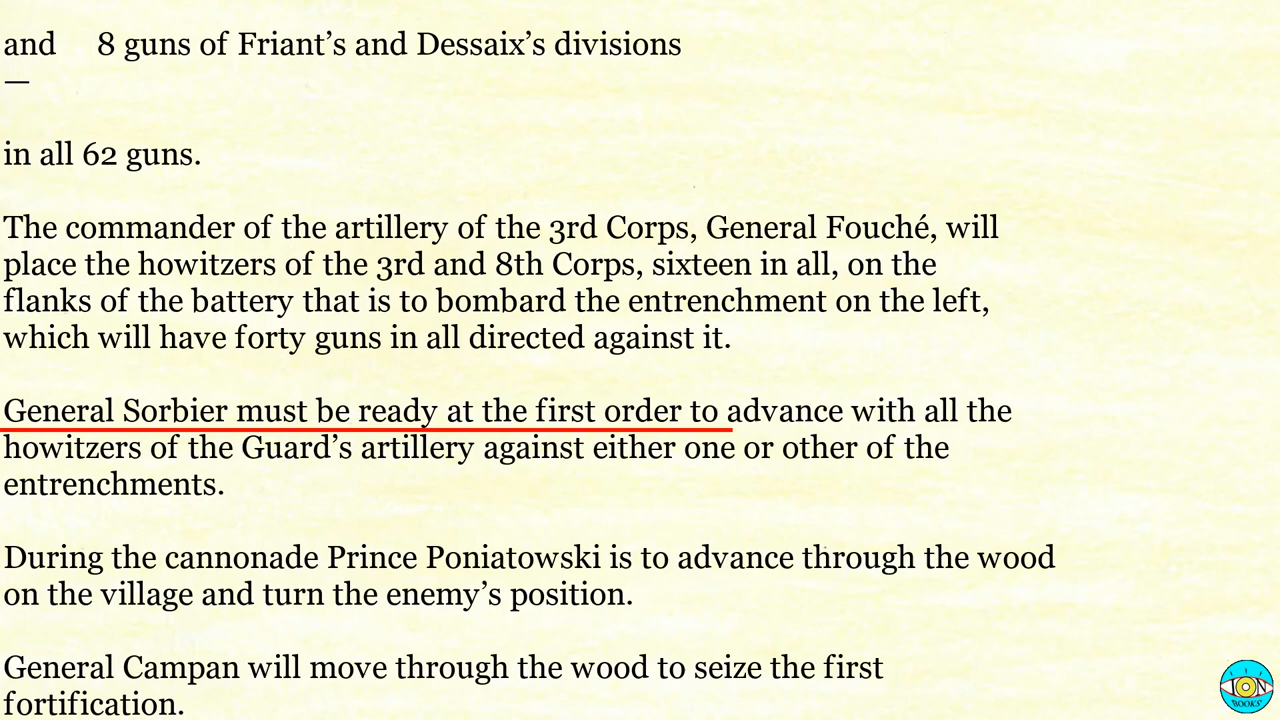 and 8 guns of Friant’s and Dessaix’s divisions
—
in all 62 guns.
The commander of the artillery of the 3rd Corps, General Fouché, will
place the howitzers of the 3rd and 8th Corps, sixteen in all, on the
flanks of the battery that is to bombard the entrenchment on the left,
which will have forty guns in all directed against it.
General Sorbier must be ready at the first order to advance with all the
howitzers of the Guard’s artillery against either one or other of the
entrenchments.
During the cannonade Prince Poniatowski is to advance through the wood
on the village and turn the enemy’s position.
General Campan will move through the wood to seize the first
fortification.
ION
BOOKS